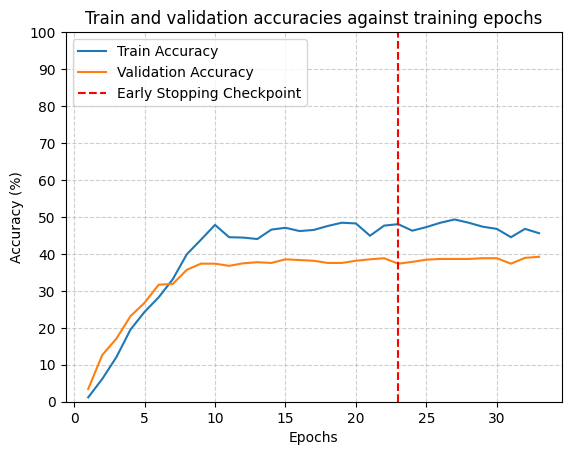 Train and validation accuracies against training epochs
Train Accuracy
Validation Accuracy
Early Stopping Checkpoint
Accuracy (%)
100
90
80
70
60
50
40
30
20
10
0
0 5 10 15 20 25 30
Epochs